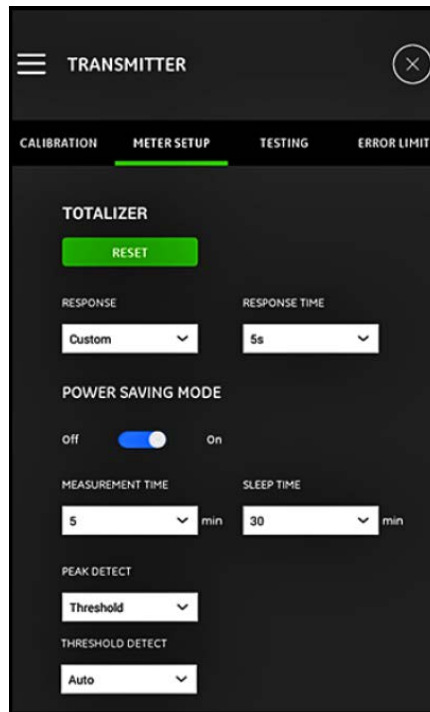 TRANSMITTER
CALIBRATION METER SETUP TESTING ERROR LIMIT
TOTALIZER
RESET
RESPONSE RESPONSE TIME
Custom 5s
POWER SAVING MODE
Off On
MEASUREMENT TIME SLEEP TIME
5 min 30 min
PEAK DETECT
Threshold
THRESHOLD DETECT
Auto